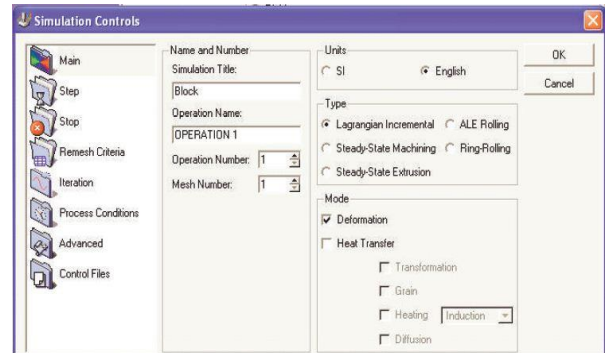 Simulation Controls
Main
Step
Stop
Remesh Criteria
Iteration
Process Conditions
Advanced
Control Files
Name and Number
Simulation Title:
Block
Operation Name:
OPERATION 1
Operation Number: 1
Mesh Number: 1
Units
SI English
Type
Lagrangian Incremental ALE Rolling
Steady-State Machining Ring-Rolling
Steady-State Extrusion
Mode
Deformation
Heat Transfer
Transformation
Grain
Heating Induction
Diffusion
OK
Cancel